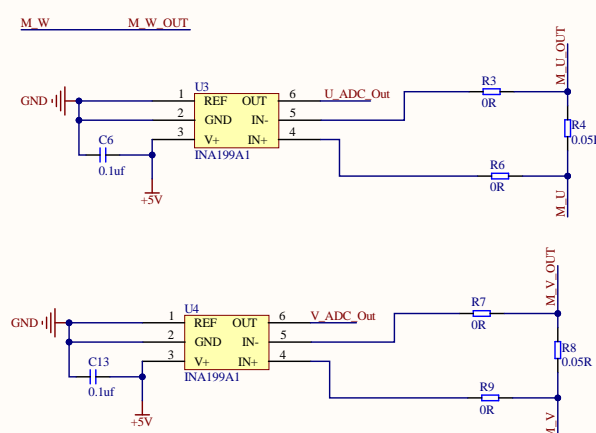 M_W M_W_OUT
M_U_OUT
U3
GND
1 REF OUT 6 U_ADC_Out
2 GND IN- 5
3 V+ IN+ 4
INA199A1
C6
0.1uf
+5V
R3
0R
R4
0.05R
R6
0R
M_U
M_V_OUT
U4
GND
1 REF OUT 6 V_ADC_Out
2 GND IN- 5
3 V+ IN+ 4
INA199A1
C13
0.1uf
+5V
R7
0R
R8
0.05R
R9
0R
M_V